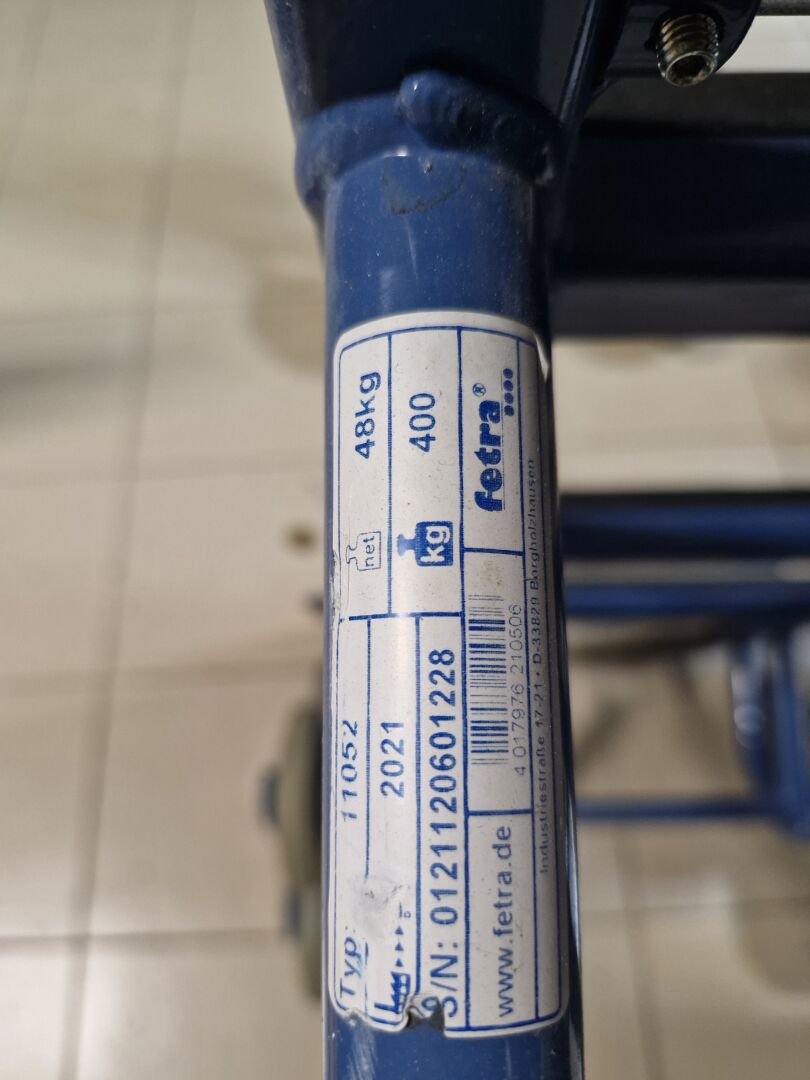 Typ: 11052
net 48kg
2021
kg 400
S/N: 0121120601228
fetra®
4 017976 210506
www.fetra.de
Industriestraße 17-21 • D-33829 Borgholzhausen